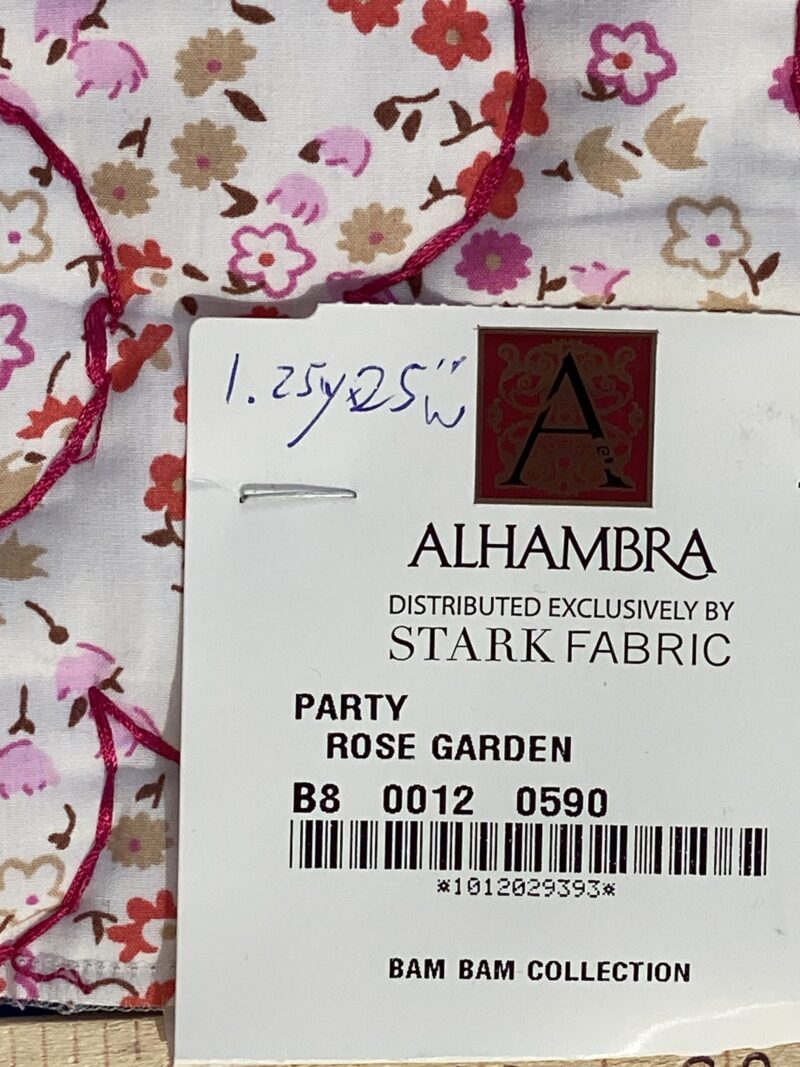 1.25y x 25" W
A
ALHAMBRA
DISTRIBUTED EXCLUSIVELY BY
STARK FABRIC
PARTY
ROSE GARDEN
B8 0012 0590
*1012029393*
BAM BAM COLLECTION